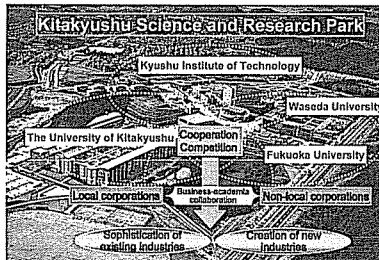 Kitakyushu Science and Research Park
Kyushu Institute of Technology
Waseda University
The University of Kitakyushu
Cooperation
Competition
Fukuoka University
Local corporations
Business-academia
collaboration
Non-local corporations
Sophistication of
existing industries
Creation of new
industries